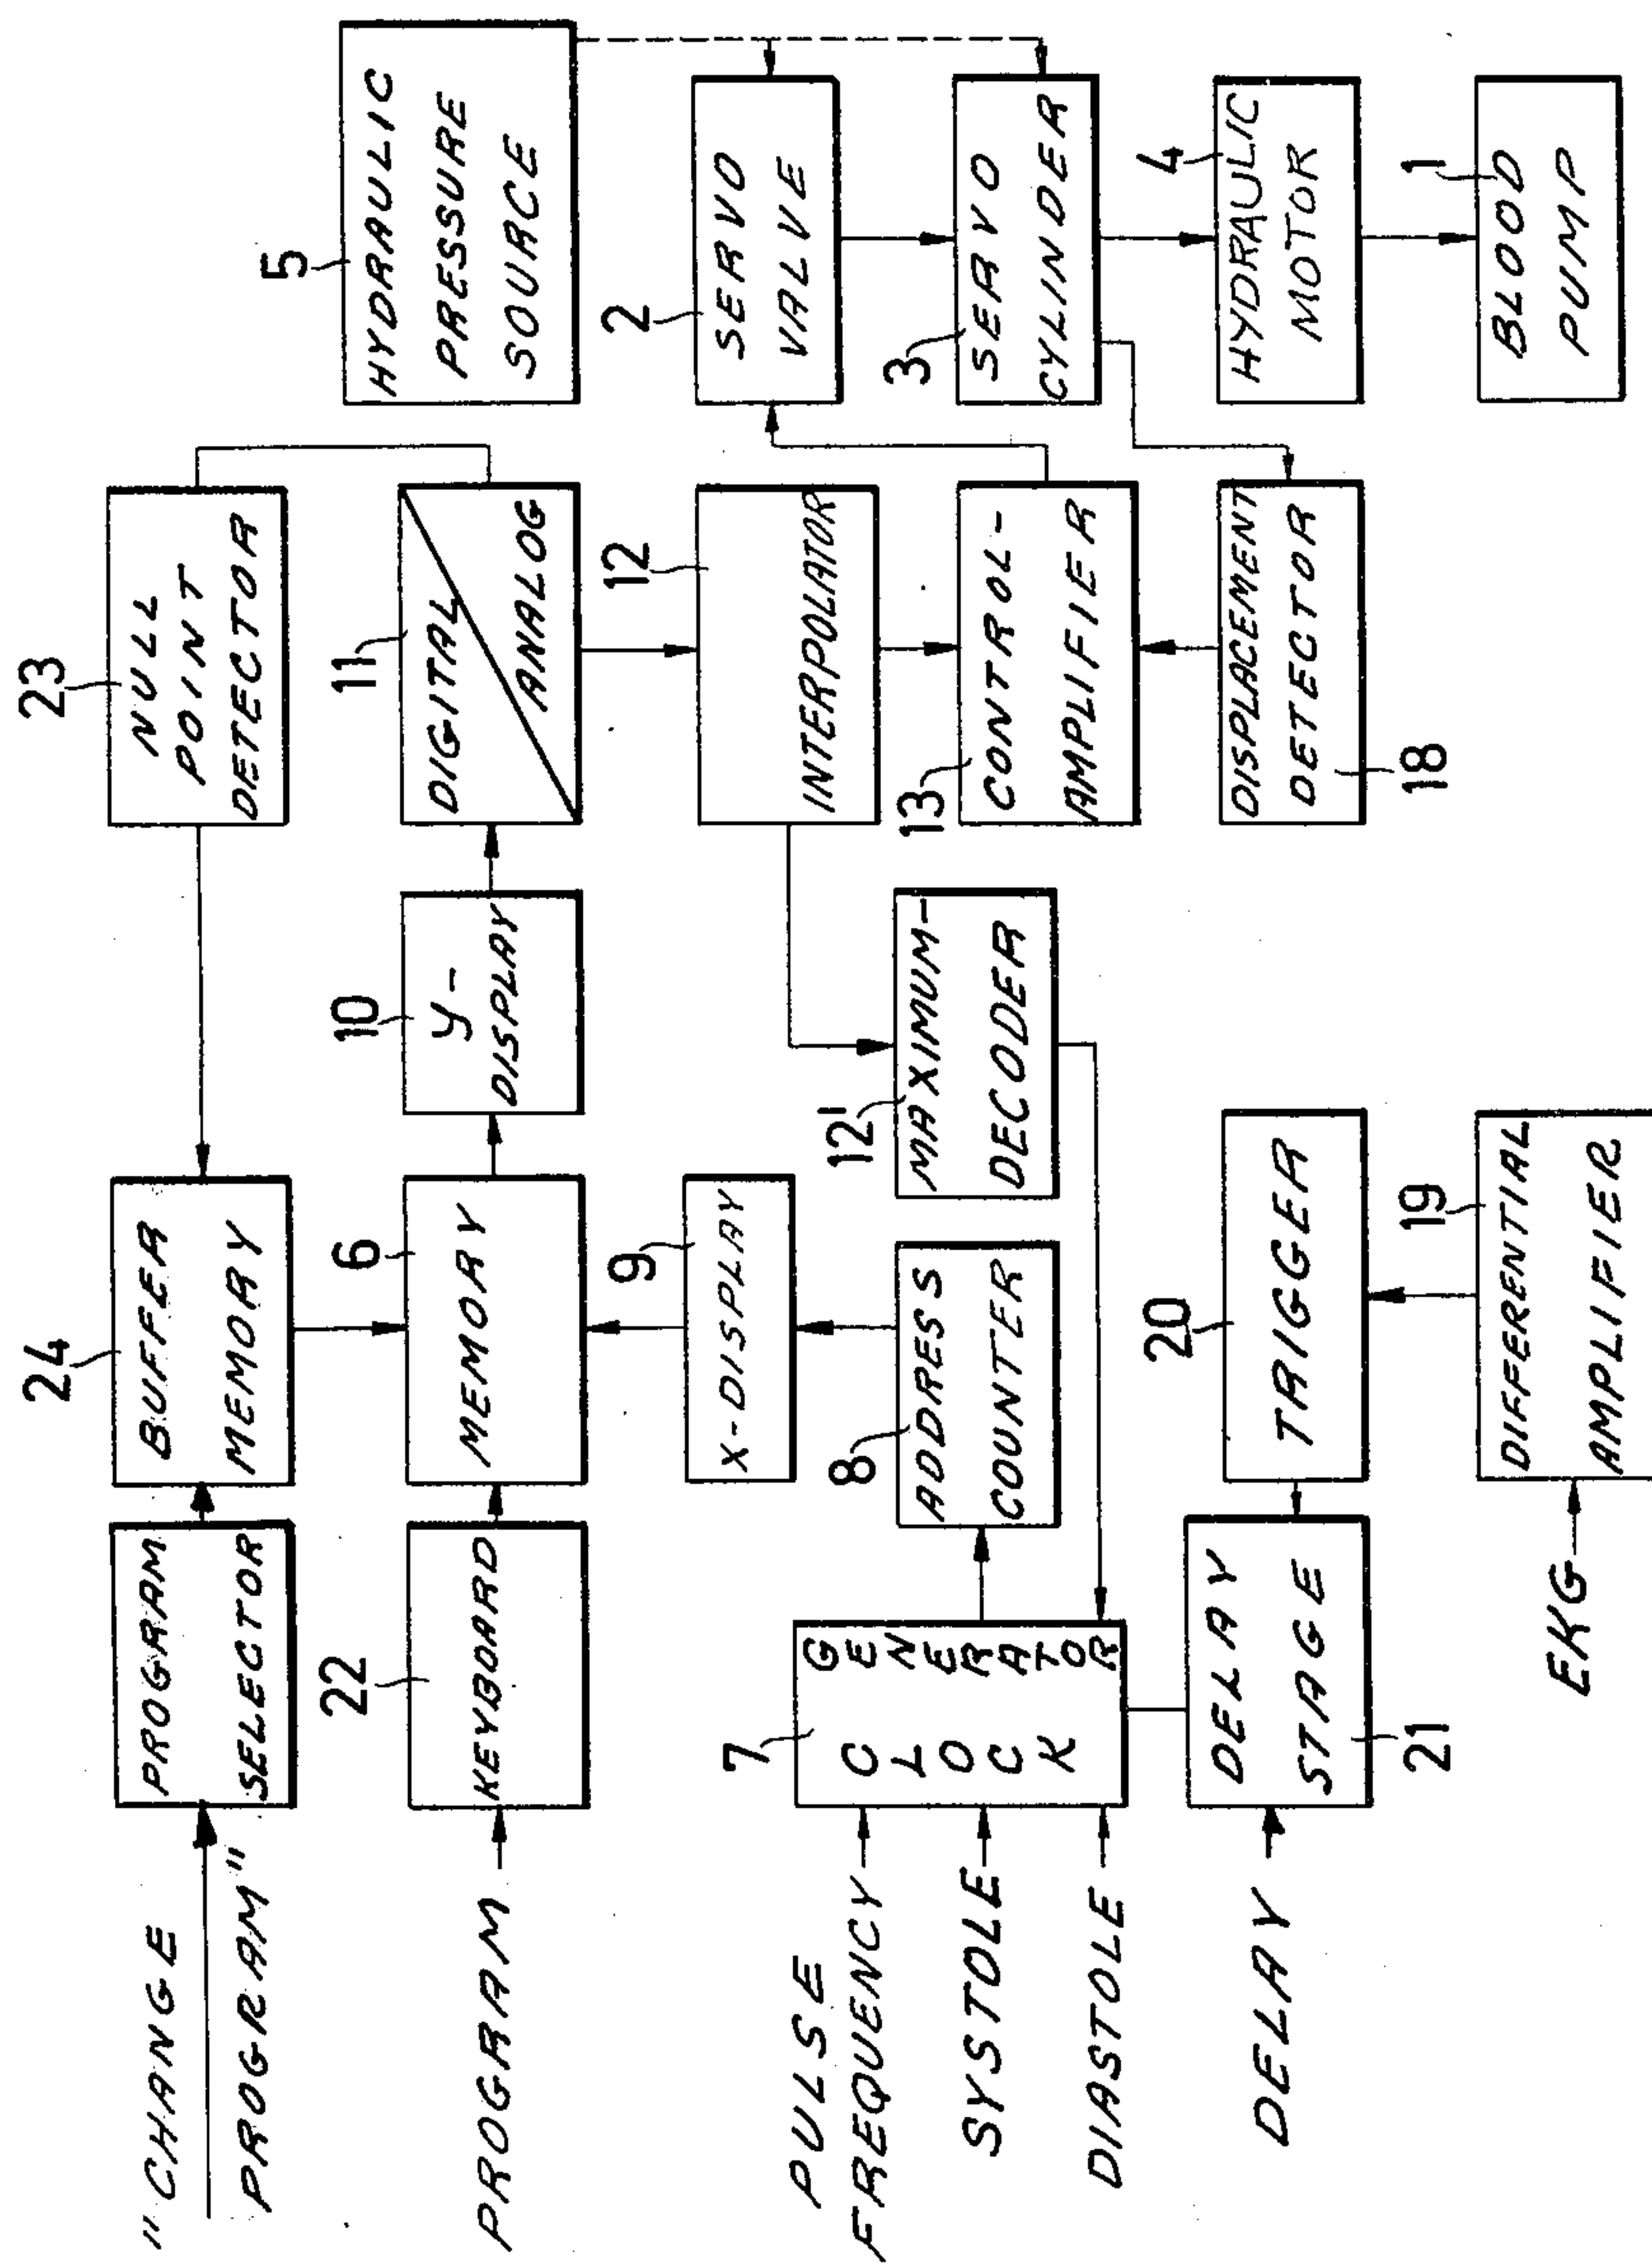 "CHANGE
PROGRAM"
PROGRAM
SELECTOR
24
BUFFER
MEMORY
23
NULL
POINT
DETECTOR
5
HYDRAULIC
PRESSURE
SOURCE
PROGRAM
22
KEYBOARD
6
MEMORY
10
Y-
DISPLAY
11
DIGITAL
ANALOG
9
X-DISPLAY
12
INTERPOLATOR
2
SERVO
VALVE
PULSE
FREQUENCY
SYSTOLE
DIASTOLE
7
CLOCK
GENERATOR
8
ADDRESS
COUNTER
12'
MAXIMUM-
DECODER
13
CONTROL-
AMPLIFIER
3
SERVO
CYLINDER
DELAY
DELAY
STAGE
21
20
TRIGGER
DISPLACEMENT
DETECTOR
18
4
HYDRAULIC
MOTOR
EKG
19
DIFFERENTIAL
AMPLIFIER
1
BLOOD
PUMP